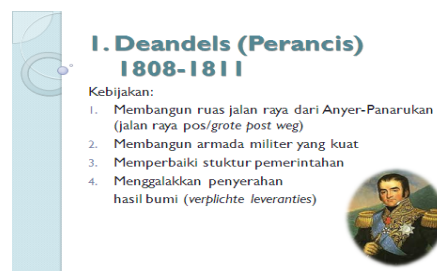 1. Deandels (Perancis)
1808-1811
Kebijakan:
1. Membangun ruas jalan raya dari Anyer-Panarukan
(jalan raya pos/grote post weg)
2. Membangun armada militer yang kuat
3. Memperbaiki stuktur pemerintahan
4. Menggalakkan penyerahan
hasil bumi (verplichte leveranties)